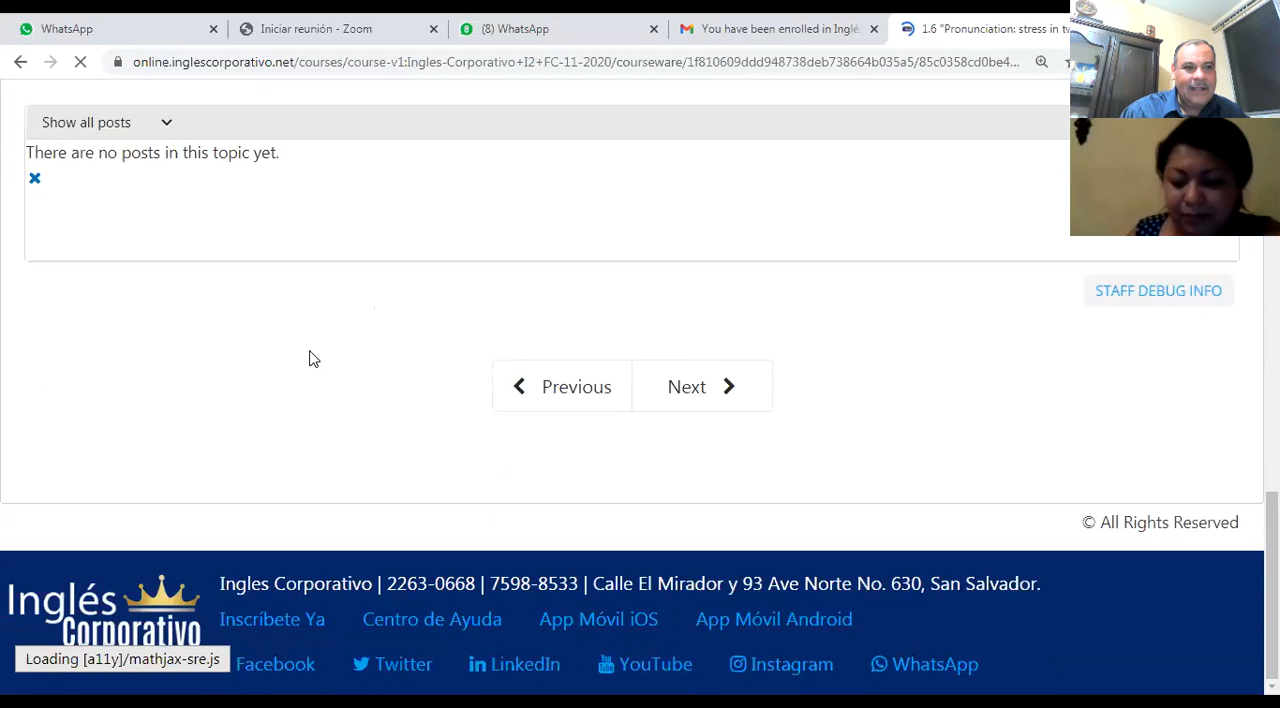 WhatsApp
Iniciar reunión - Zoom
(8) WhatsApp
You have been enrolled in Inglé
1.6 "Pronunciation: stress in tw
online.inglescorporativo.net/courses/course-v1:Ingles-Corporativo+I2+FC-11-2020/courseware/1f810609ddd948738deb738664b035a5/85c0358cd0be4...
Show all posts
There are no posts in this topic yet.
STAFF DEBUG INFO
Previous
Next
© All Rights Reserved
Inglés Corporativo
Ingles Corporativo | 2263-0668 | 7598-8533 | Calle El Mirador y 93 Ave Norte No. 630, San Salvador.
Inscríbete Ya Centro de Ayuda App Móvil iOS App Móvil Android
Loading [a11y]/mathjax-sre.js
Facebook Twitter LinkedIn YouTube Instagram WhatsApp